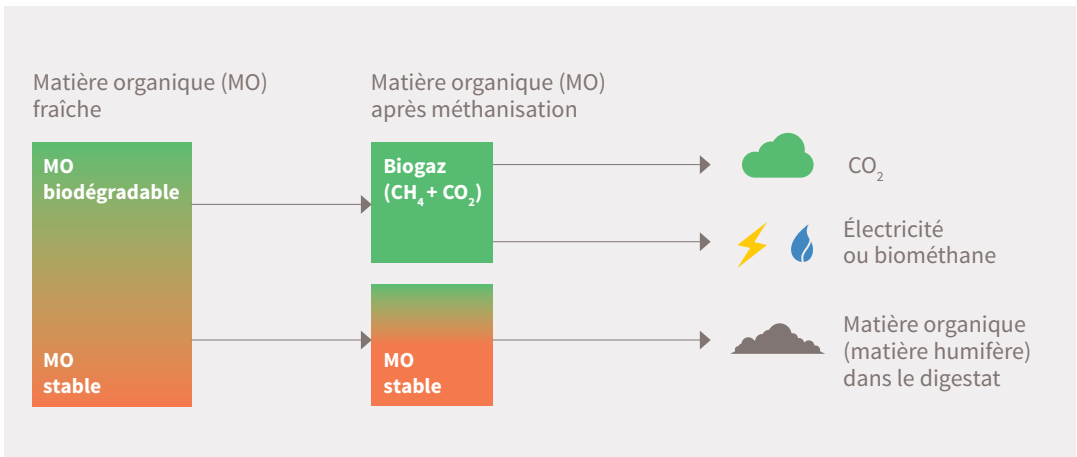 Matière organique (MO)
fraîche
Matière organique (MO)
après méthanisation
MO
biodégradable
MO
stable
Biogaz
(CH₄ + CO₂)
MO
stable
CO₂
Électricité
ou biométhane
Matière organique
(matière humifère)
dans le digestat